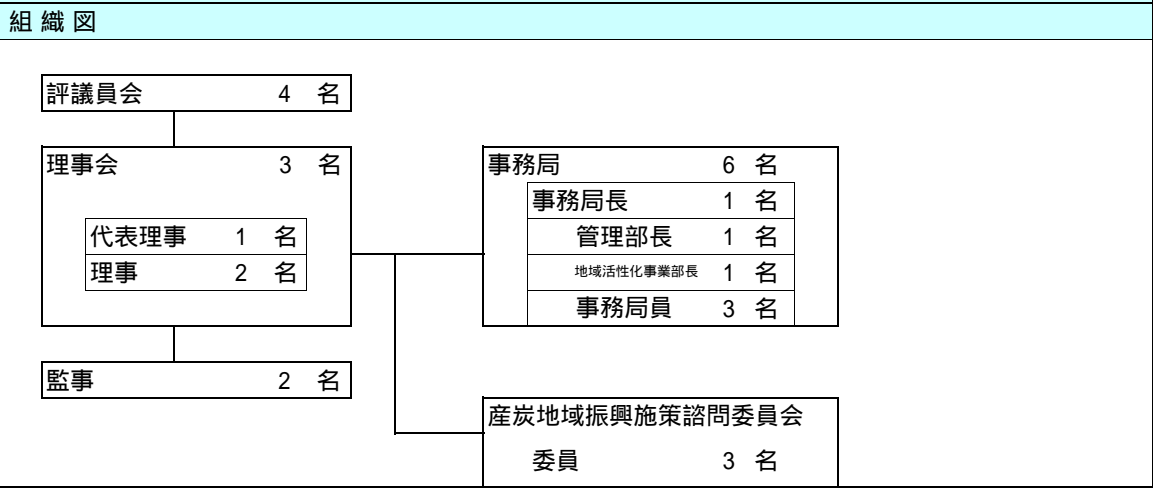 組 織 図
評議員会 4 名
理事会 3 名
代表理事 1 名
理事 2 名
監事 2 名
事務局 6 名
事務局長 1 名
管理部長 1 名
地域活性化事業部長 1 名
事務局員 3 名
産炭地域振興施策諮問委員会
委員 3 名